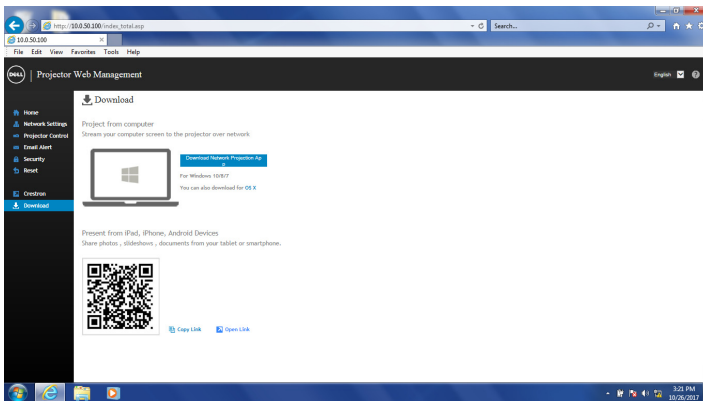 http://10.0.50.100/index_total.asp
Search...
10.0.50.100
File Edit View Favorites Tools Help
DELL | Projector Web Management
English
Home
Network Settings
Projector Control
Email Alert
Security
Reset
Crestron
Download
Download
Project from computer
Stream your computer screen to the projector over network
Download Network Projection Ap
p
For Windows 10/8/7
You can also download for OS X
Present from iPad, iPhone, Android Devices
Share photos , slideshows , documents from your tablet or smartphone.
Copy Link
Open Link
3:21 PM
10/26/2017